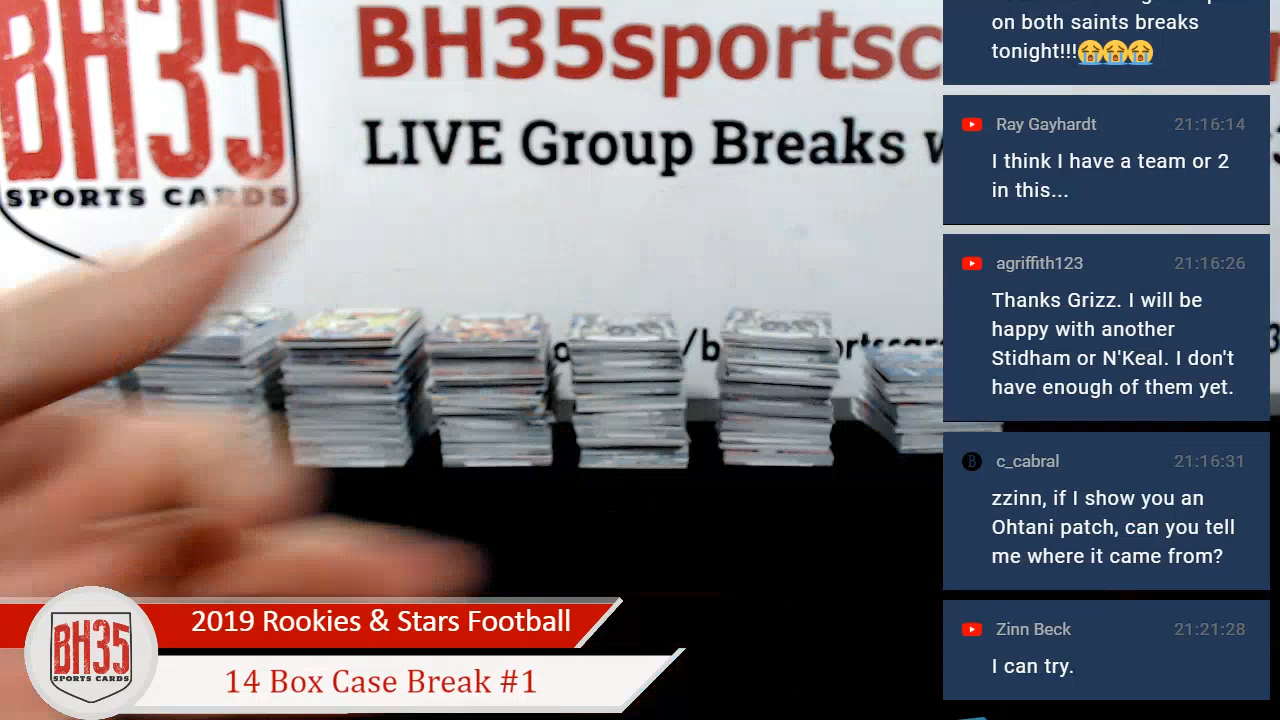 BH35
SPORTS CARDS
BH35sportsc
LIVE Group Breaks
on both saints breaks
tonight!!!😭😭😭
Ray Gayhardt 21:16:14
I think I have a team or 2
in this...
agriffith123 21:16:26
Thanks Grizz. I will be
happy with another
Stidham or N'Keal. I don't
have enough of them yet.
c_cabral 21:16:31
zzinn, if I show you an
Ohtani patch, can you tell
me where it came from?
Zinn Beck 21:21:28
I can try.
2019 Rookies & Stars Football
14 Box Case Break #1
BH35
SPORTS CARDS